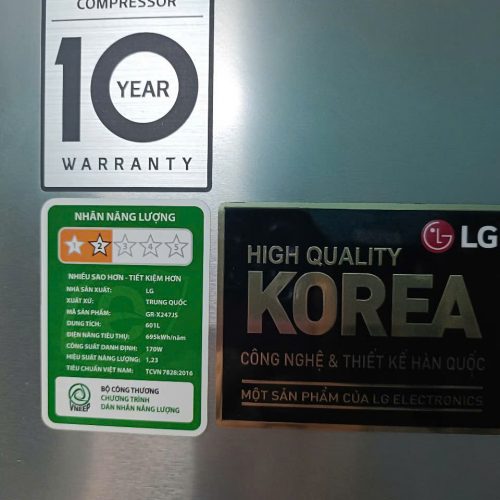 COMPRESSOR
10
YEAR
WARRANTY
NHÃN NĂNG LƯỢNG
1 2 3 4 5
NHIỀU SAO HƠN - TIẾT KIỆM HƠN
NHÀ SẢN XUẤT: LG
XUẤT XỨ: TRUNG QUỐC
MÃ SẢN PHẨM: GR-X247JS
DUNG TÍCH: 601L
ĐIỆN NĂNG TIÊU THỤ: 695kWh/năm
CÔNG SUẤT DANH ĐỊNH: 170W
HIỆU SUẤT NĂNG LƯỢNG: 1,23
TIÊU CHUẨN VIỆT NAM: TCVN 7828:2016
VNEEP
BỘ CÔNG THƯƠNG
CHƯƠNG TRÌNH
DÁN NHÃN NĂNG LƯỢNG
LG
HIGH QUALITY
KOREA
CÔNG NGHỆ & THIẾT KẾ HÀN QUỐC
MỘT SẢN PHẨM CỦA LG ELECTRONICS